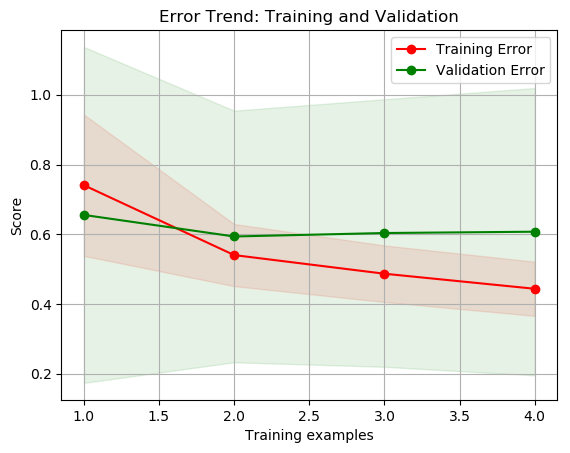 Error Trend: Training and Validation
Training Error
Validation Error
1.0
0.8
0.6
0.4
0.2
Score
1.0 1.5 2.0 2.5 3.0 3.5 4.0
Training examples